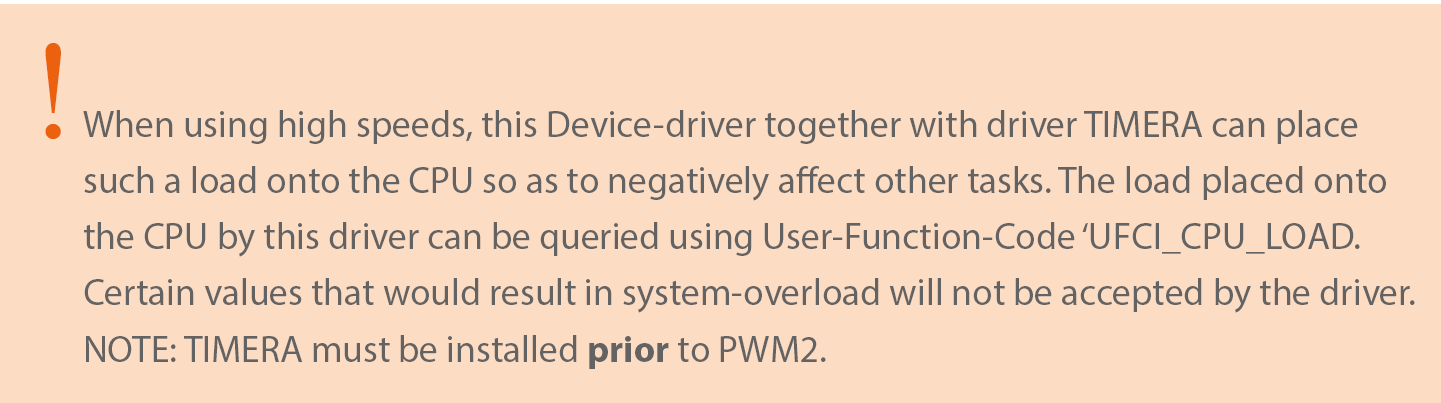 !
When using high speeds, this Device-driver together with driver TIMERA can place
such a load onto the CPU so as to negatively affect other tasks. The load placed onto
the CPU by this driver can be queried using User-Function-Code ‘UFCI_CPU_LOAD.
Certain values that would result in system-overload will not be accepted by the driver.
NOTE: TIMERA must be installed prior to PWM2.